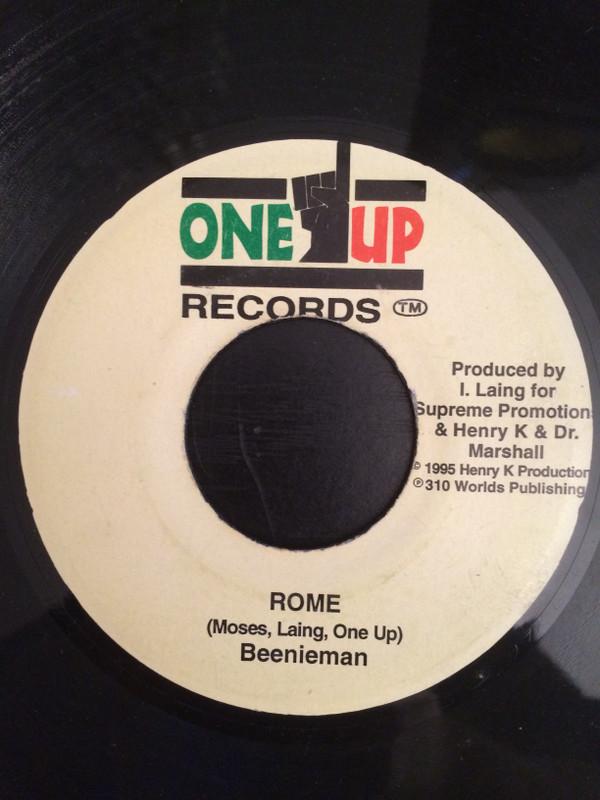 ONE UP
RECORDS TM
Produced by
I. Laing for
Supreme Promotion
& Henry K & Dr.
Marshall
© 1995 Henry K Production
℗ 310 Worlds Publishing
ROME
(Moses, Laing, One Up)
Beenieman